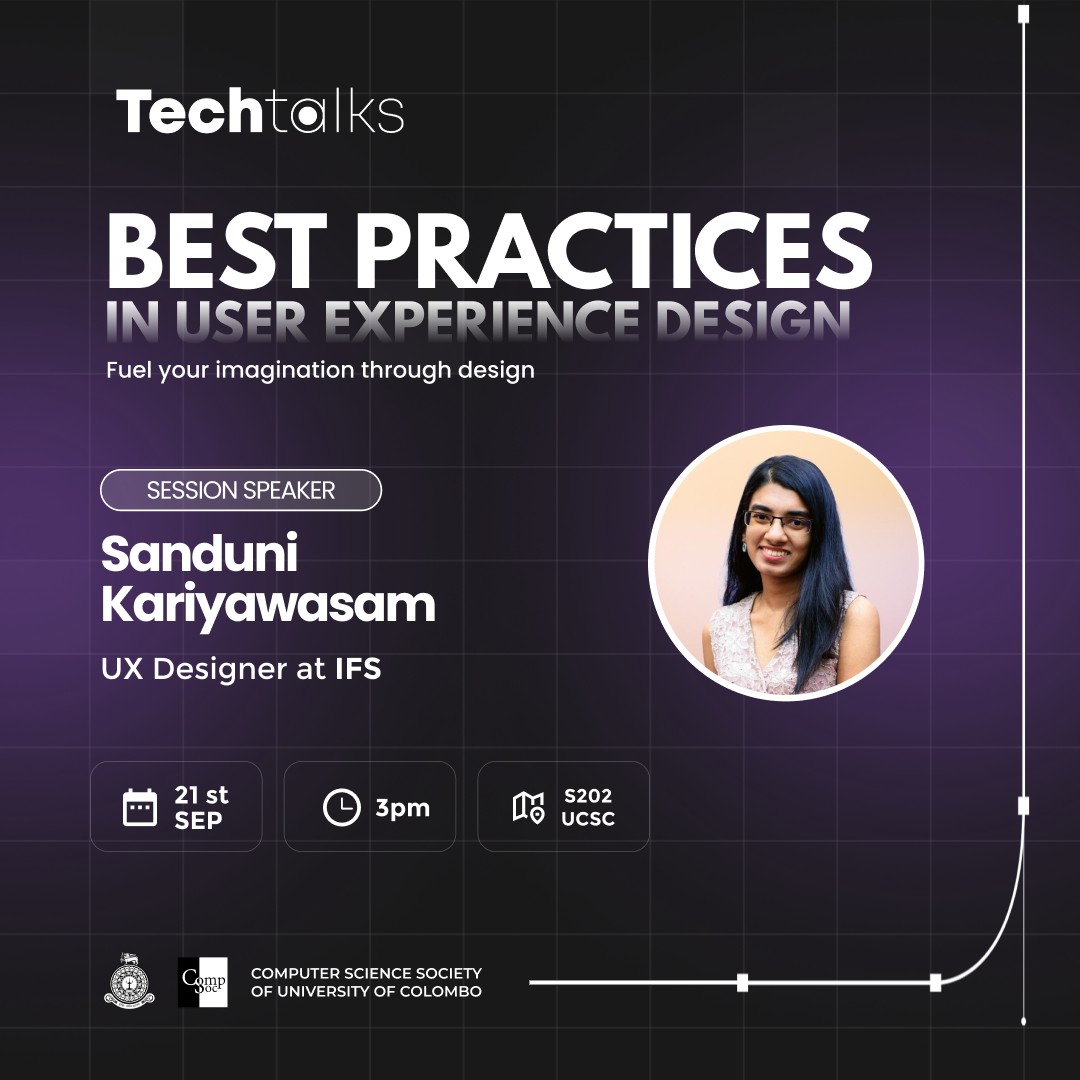 Techtalks
BEST PRACTICES
IN USER EXPERIENCE DESIGN
Fuel your imagination through design
SESSION SPEAKER
Sanduni
Kariyawasam
UX Designer at IFS
21 st
SEP
3pm
S202
UCSC
Comp
Soc
COMPUTER SCIENCE SOCIETY
OF UNIVERSITY OF COLOMBO